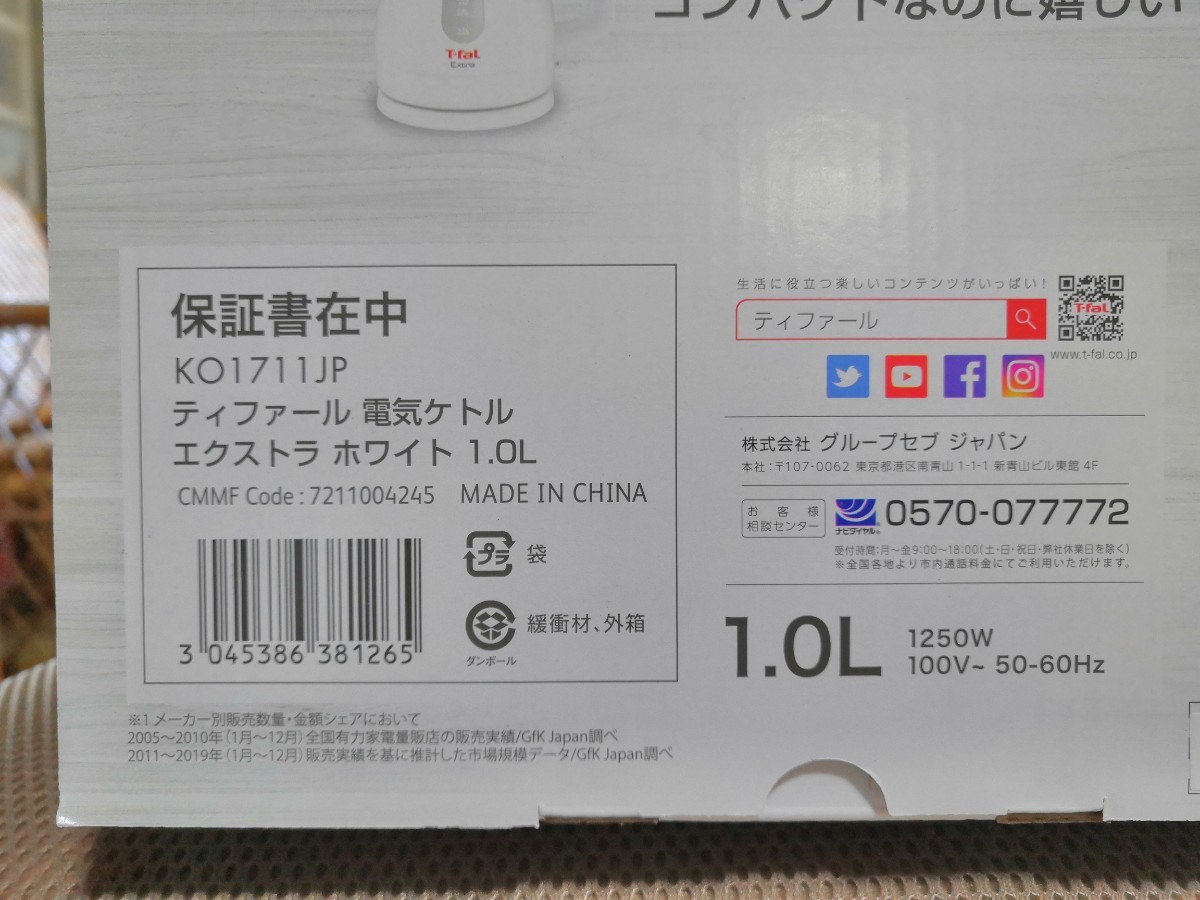 コンパクトなのに嬉しい
T-fal
Extra
保証書在中
KO1711JP
ティファール 電気ケトル
エクストラ ホワイト 1.0L
CMMF Code : 7211004245 MADE IN CHINA
プラ 袋
緩衝材、外箱
ダンボール
3 045386 381265
生活に役立つ楽しいコンテンツがいっぱい!
ティファール
T-fal
www.t-fal.co.jp
株式会社 グループセブ ジャパン
本社:〒107-0062 東京都港区南青山 1-1-1 新青山ビル東館 4F
お客様
相談センター
ナビダイヤル®
0570-077772
受付時間:月~金9:00~18:00(土・日・祝日・弊社休業日を除く)
※全国各地より市内通話料金にてご利用いただけます。
1.0L
1250W
100V~ 50-60Hz
※1 メーカー別販売数量・金額シェアにおいて
2005~2010年(1月~12月)全国有力家電量販店の販売実績/GfK Japan調べ
2011~2019年(1月~12月)販売実績を基に推計した市場規模データ/GfK Japan調べ